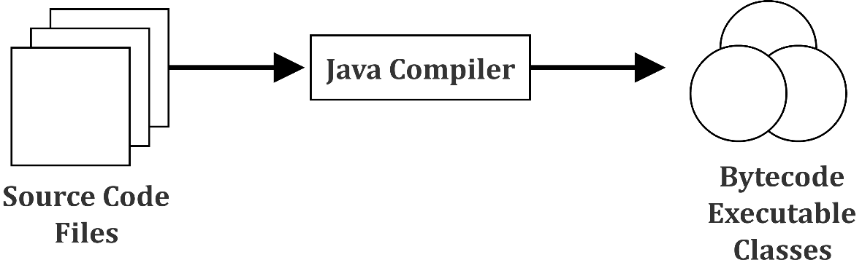 Source Code
Files
Java Compiler
Bytecode
Executable
Classes